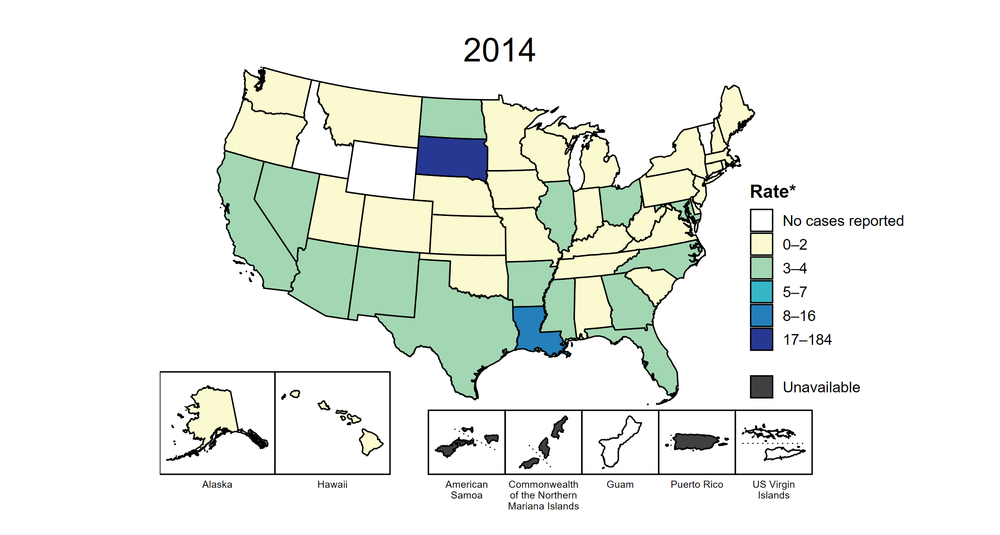 2014
Rate*
No cases reported
0–2
3–4
5–7
8–16
17–184
Unavailable
Alaska
Hawaii
American
Samoa
Commonwealth
of the Northern
Mariana Islands
Guam
Puerto Rico
US Virgin
Islands